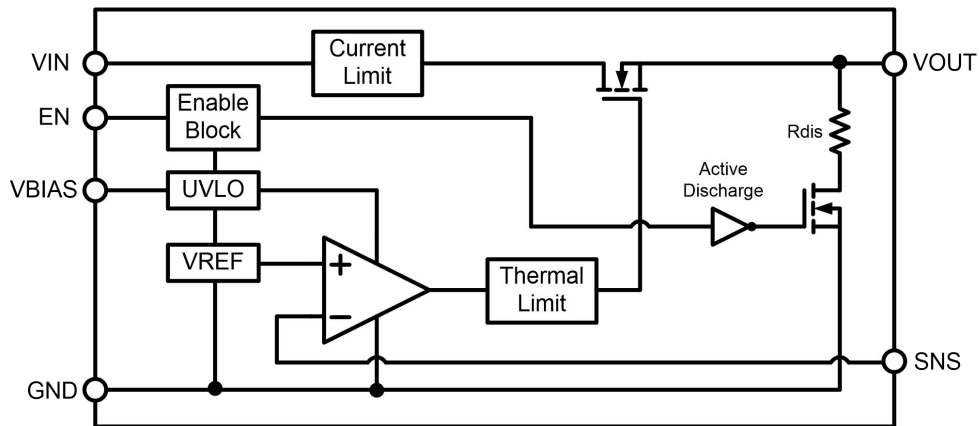 VIN
Current
Limit
VOUT
EN
Enable
Block
Rdis
VBIAS
UVLO
Active
Discharge
VREF
+
−
Thermal
Limit
SNS
GND